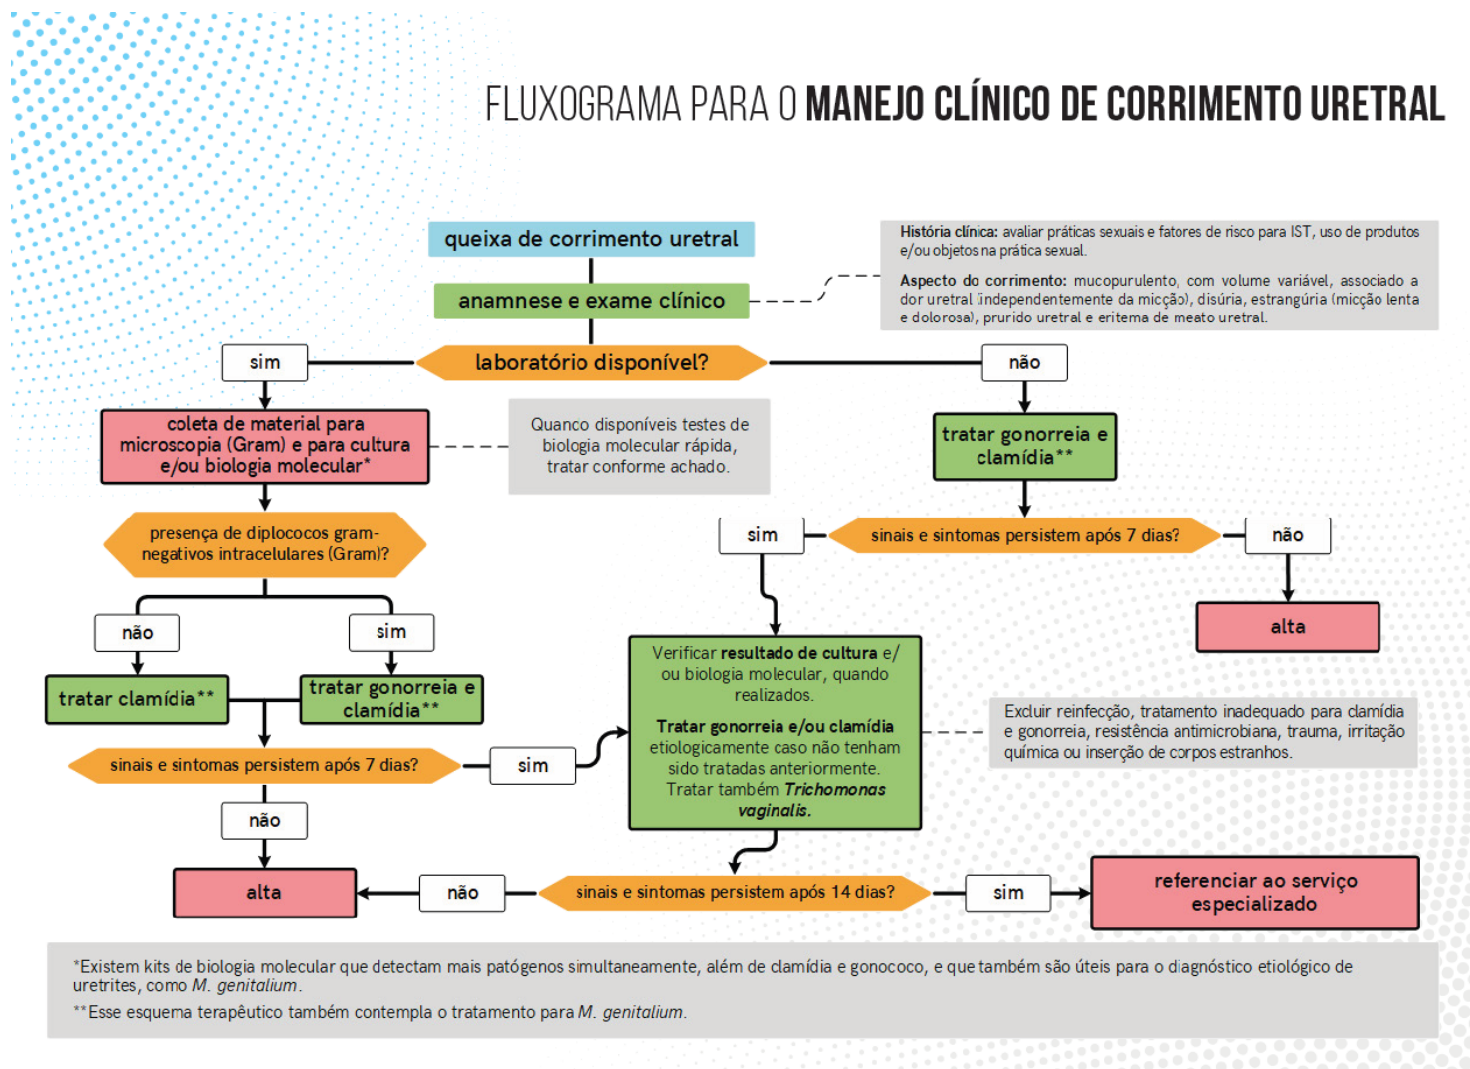 FLUXOGRAMA PARA O MANEJO CLÍNICO DE CORRIMENTO URETRAL
queixa de corrimento uretral
História clínica: avaliar práticas sexuais e fatores de risco para IST, uso de produtos
e/ou objetos na prática sexual.
Aspecto do corrimento: mucopurulento, com volume variável, associado a
dor uretral (independentemente da micção), disúria, estrangúria (micção lenta
e dolorosa), prurido uretral e eritema de meato uretral.
anamnese e exame clínico
sim
laboratório disponível?
não
coleta de material para
microscopia (Gram) e para cultura
e/ou biologia molecular*
Quanco disponíveis testes de
biologia molecular rápida,
tratar conforme achado.
tratar gonorreia e
clamídia**
presença de diplococos gram-
negativos intracelulares (Gram)?
sim
sinais e sintomas persistem após 7 dias?
não
alta
não
sim
tratar clamídia**
tratar gonorreia e
clamídia**
sinais e sintomas persistem após 7 dias?
sim
não
Verificar resultado de cultura e/
ou biologia molecular, quando
realizados.
Tratar gonorreia e/ou clamídia
etiologicamente caso não tenham
sido tratadas anteriormente.
Tratar também Trichomonas
vaginalis.
Excluir reinfecção, tratamento inadequado para clamídia
e gonorreia, resistência antimicrobiana, trauma, irritação
química ou inserção de corpos estranhos.
alta
não
sinais e sintomas persistem após 14 dias?
sim
referenciar ao serviço
especializado
*Existem kits de biologia molecular que detectam mais patógenos simultaneamente, além de clamídia e gonococo, e que também são úteis para o diagnóstico etiológico de
uretrites, como M. genitalium.
**Esse esquema terapêutico também contempla o tratamento para M. genitalium.